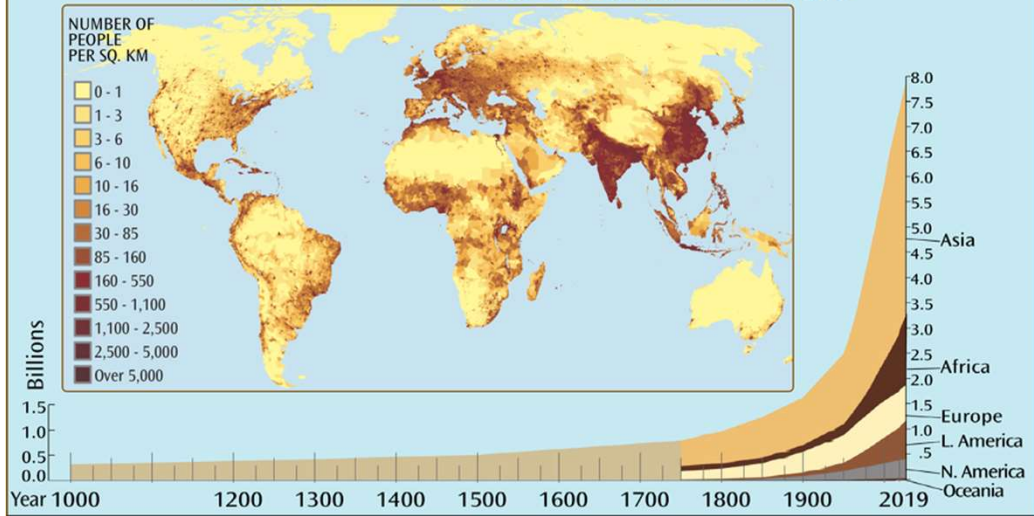 NUMBER OF
PEOPLE
PER SQ. KM
0 - 1
1 - 3
3 - 6
6 - 10
10 - 16
16 - 30
30 - 85
85 - 160
160 - 550
550 - 1,100
1,100 - 2,500
2,500 - 5,000
Over 5,000
Billions
1.5
1.0
0.5
0.0
8.0
7.5
7.0
6.5
6.0
5.5
5.0
4.5
4.0
3.5
3.0
2.5
2.0
1.5
1.0
.5
Asia
Africa
Europe
L. America
N. America
Oceania
Year 1000 1200 1300 1400 1500 1600 1700 1800 1900 2019